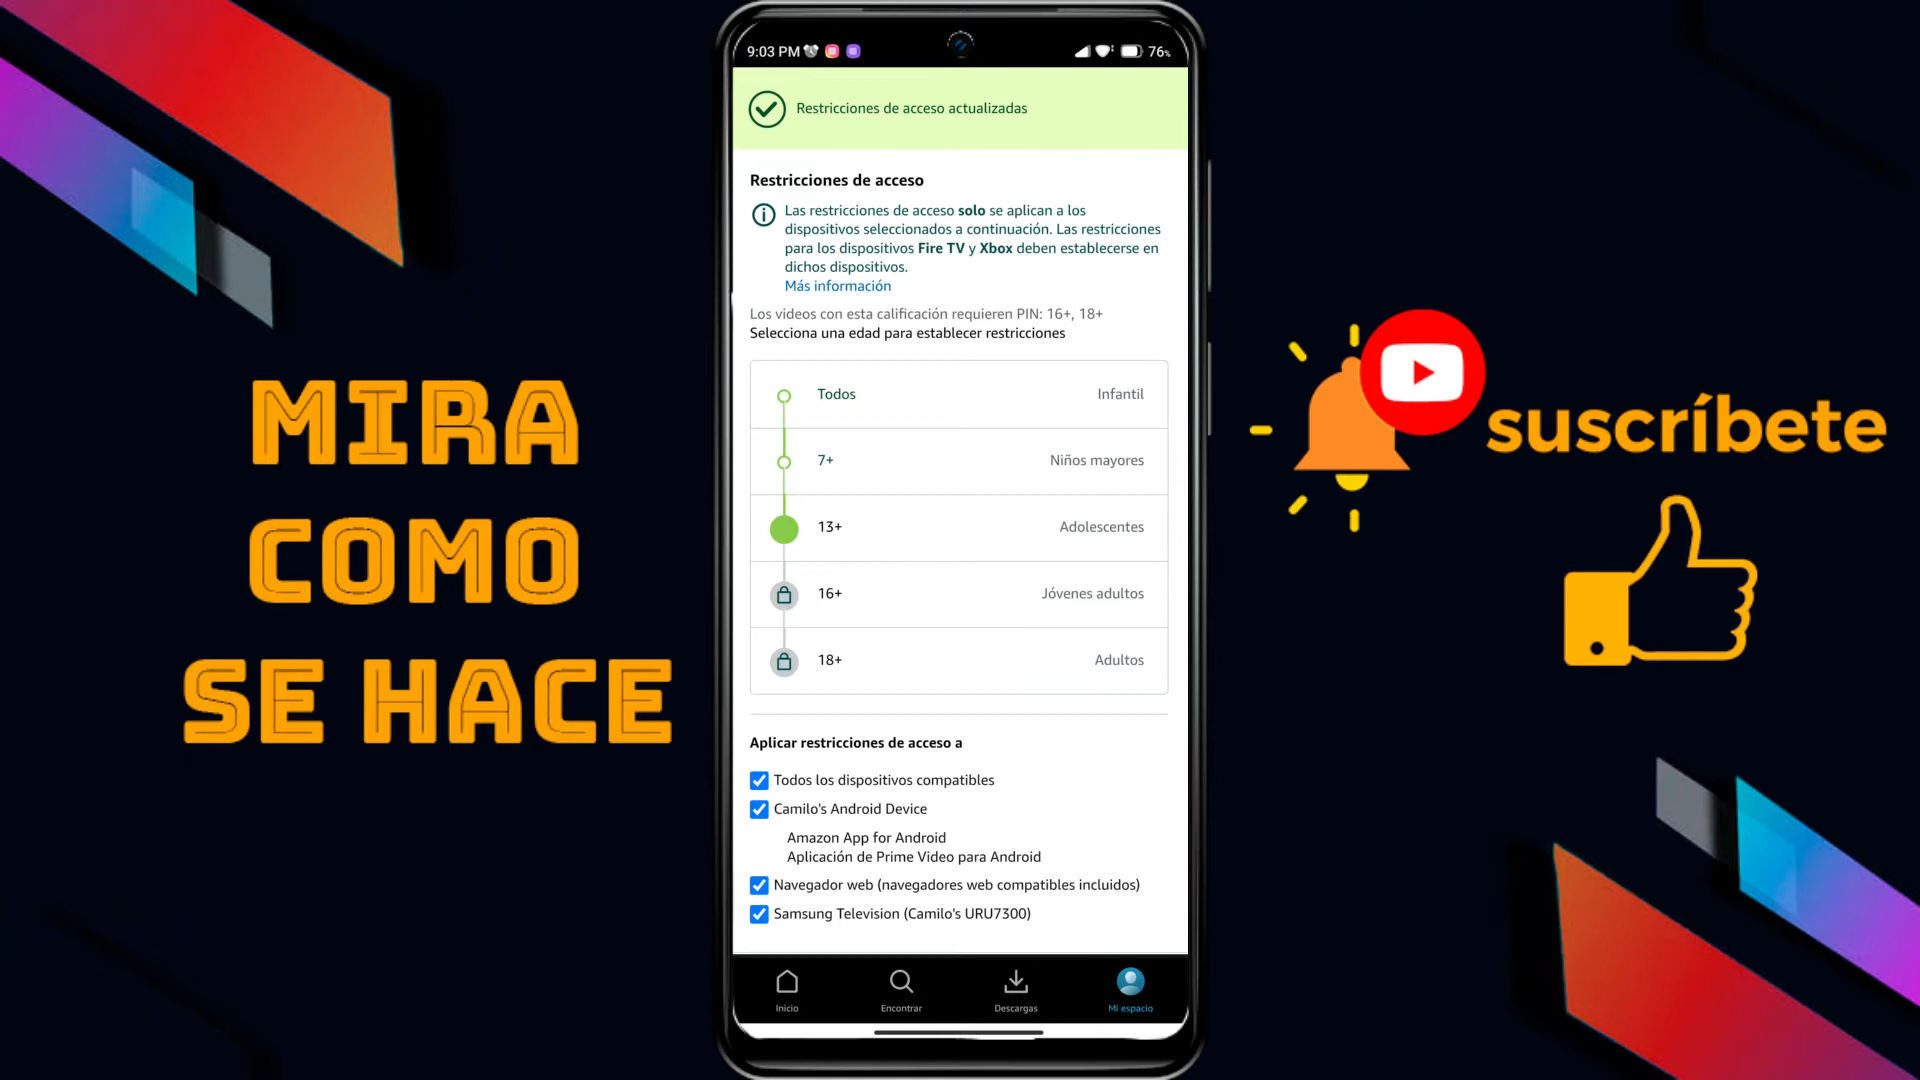 9:03 PM
76%
Restricciones de acceso actualizadas
Restricciones de acceso
Las restricciones de acceso solo se aplican a los
dispositivos seleccionados a continuación. Las restricciones
para los dispositivos Fire TV y Xbox deben establecerse en
dichos dispositivos.
Más información
Los videos con esta calificación requieren PIN: 16+, 18+
Selecciona una edad para establecer restricciones
Todos Infantil
7+ Niños mayores
13+ Adolescentes
16+ Jóvenes adultos
18+ Adultos
Aplicar restricciones de acceso a
Todos los dispositivos compatibles
Camilo's Android Device
Amazon App for Android
Aplicación de Prime Video para Android
Navegador web (navegadores web compatibles incluidos)
Samsung Television (Camilo's URU7300)
Inicio Encontrar Descargas Mi espacio
MIRA
COMO
SE HACE
suscríbete